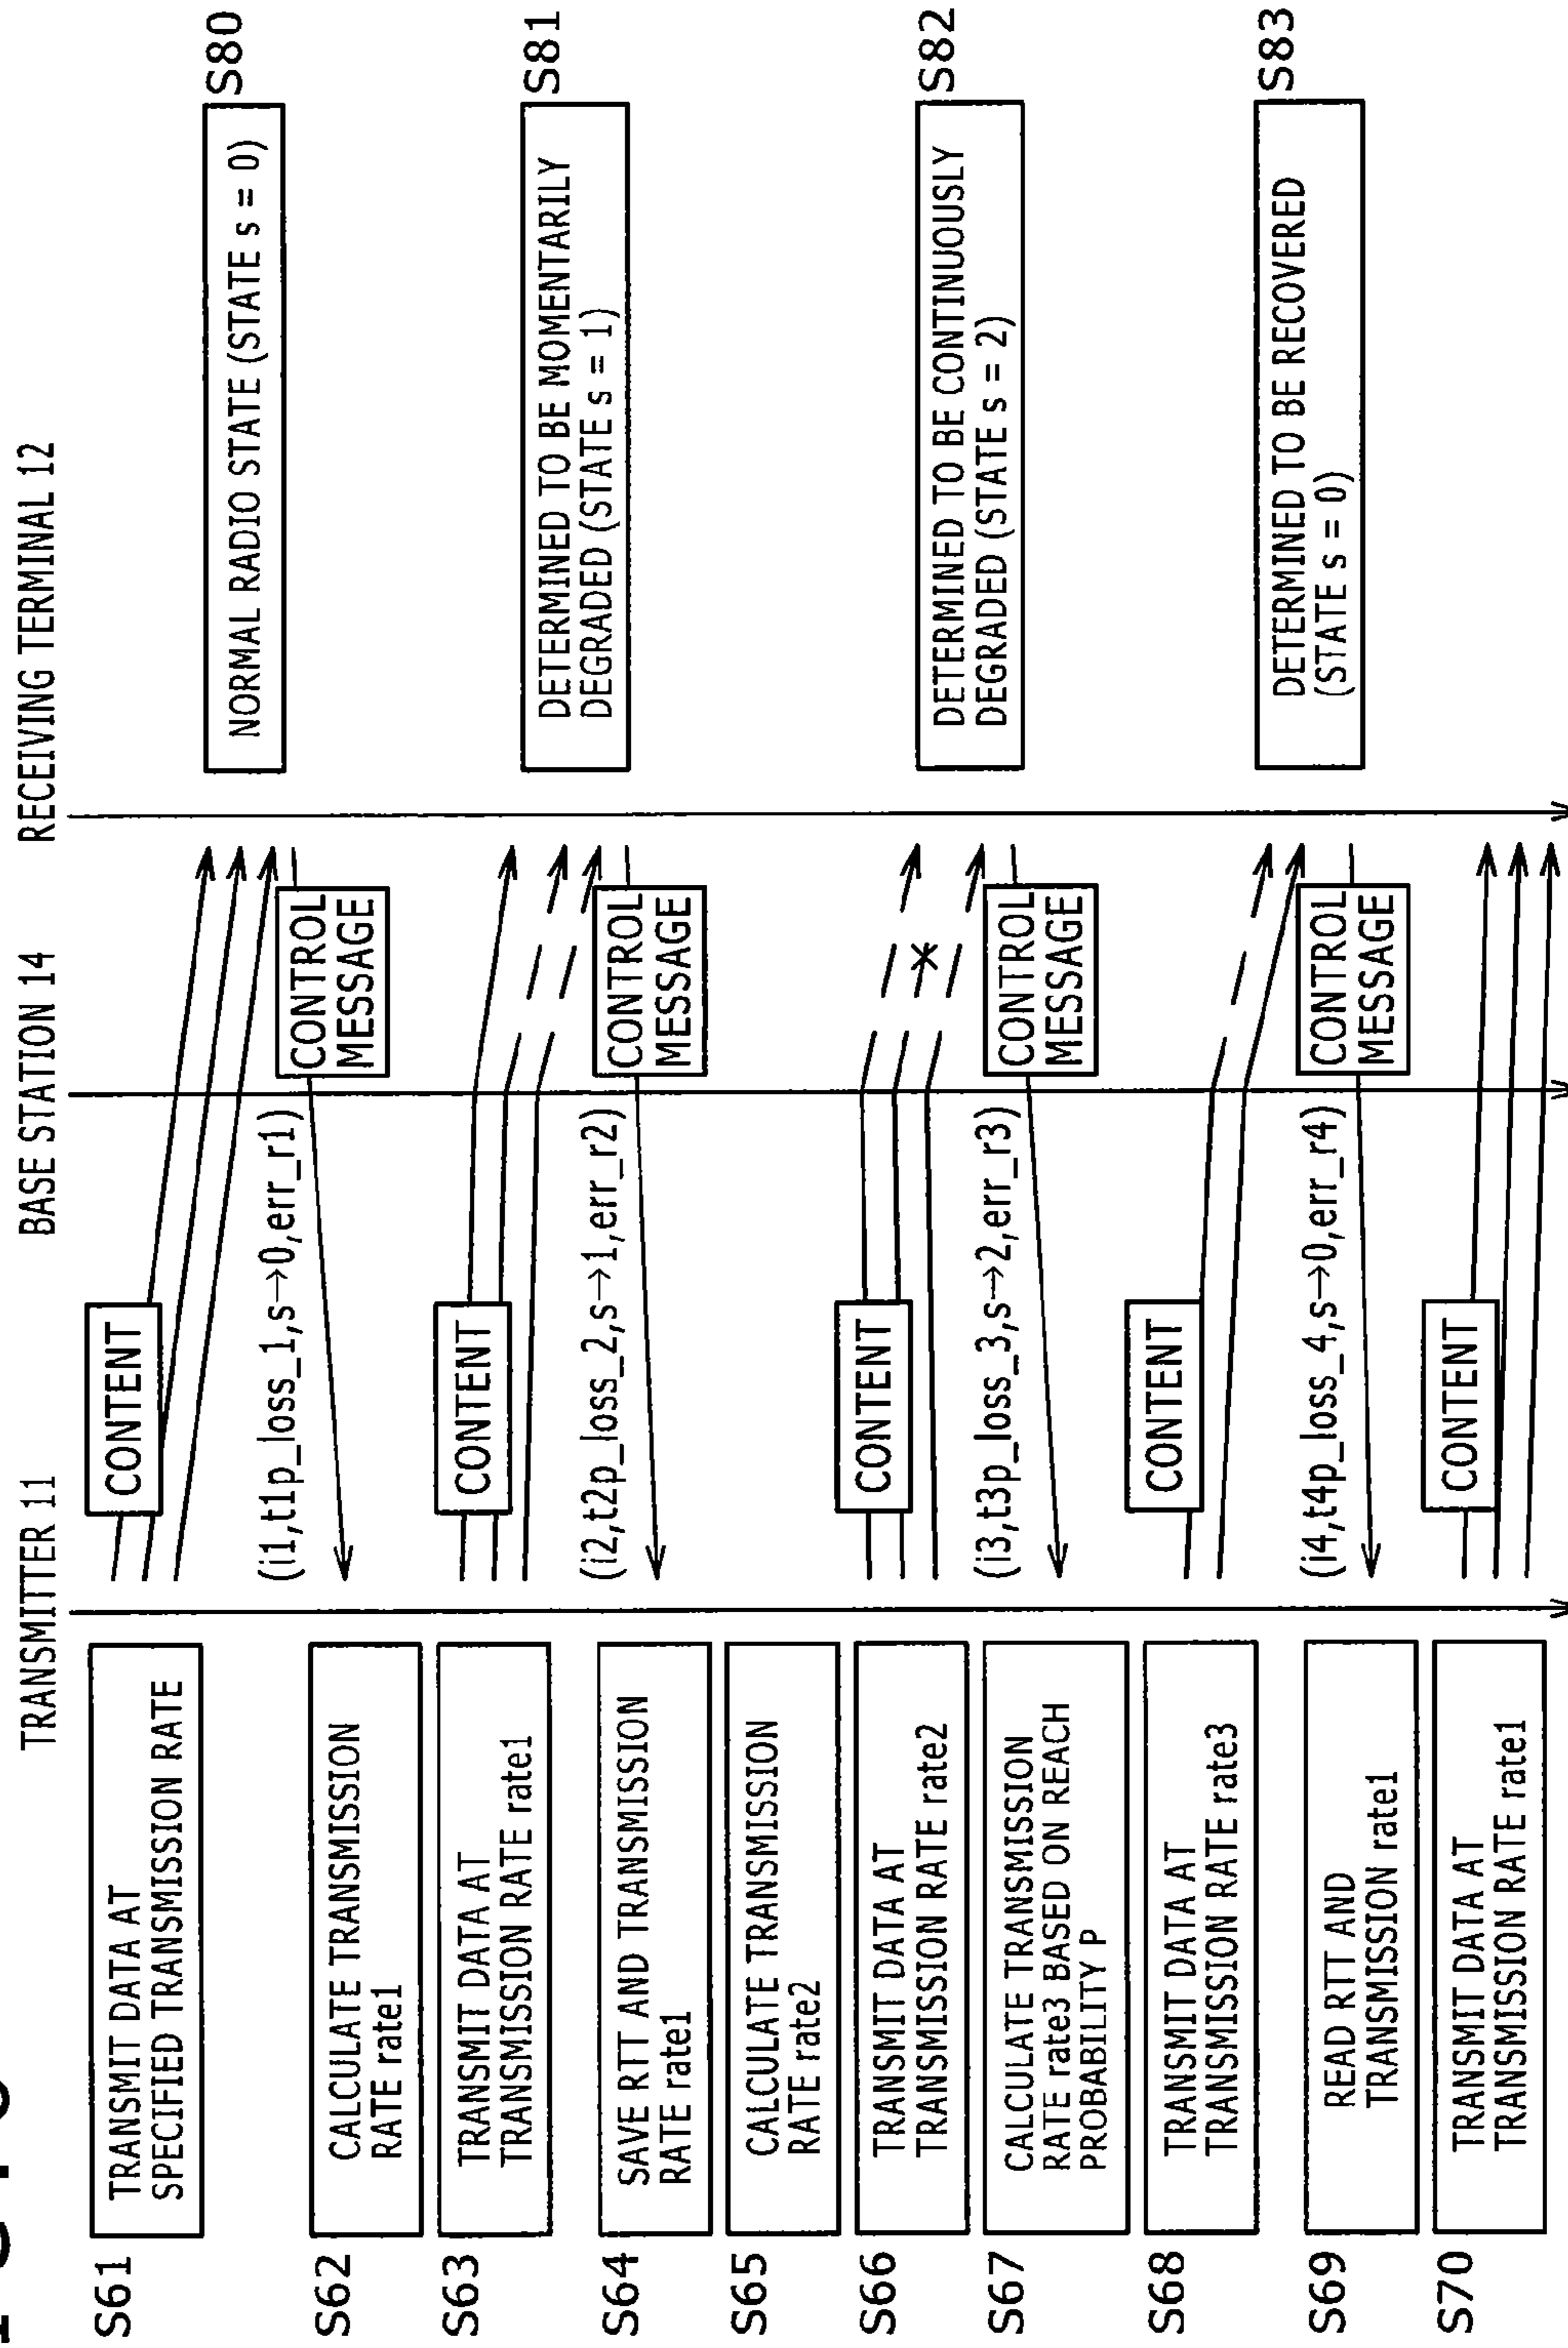 TRANSMITTER 11
BASE STATION 14
RECEIVING TERMINAL 12
S61
TRANSMIT DATA AT
SPECIFIED TRANSMISSION RATE
CONTENT
NORMAL RADIO STATE (STATE s = 0)
S80
S62
CALCULATE TRANSMISSION
RATE rate1
(i1,t1p_loss_1,s→0,err_r1)
CONTROL
MESSAGE
S63
TRANSMIT DATA AT
TRANSMISSION RATE rate1
CONTENT
DETERMINED TO BE MOMENTARILY
DEGRADED (STATE s = 1)
S81
S64
SAVE RTT AND TRANSMISSION
RATE rate1
(i2,t2p_loss_2,s→1,err_r2)
CONTROL
MESSAGE
S65
CALCULATE TRANSMISSION
RATE rate2
S66
TRANSMIT DATA AT
TRANSMISSION RATE rate2
CONTENT
DETERMINED TO BE CONTINUOUSLY
DEGRADED (STATE s = 2)
S82
S67
CALCULATE TRANSMISSION
RATE rate3 BASED ON REACH
PROBABILITY P
(i3,t3p_loss_3,s→2,err_r3)
CONTROL
MESSAGE
S68
TRANSMIT DATA AT
TRANSMISSION RATE rate3
CONTENT
DETERMINED TO BE RECOVERED
(STATE s = 0)
S83
S69
READ RTT AND
TRANSMISSION rate1
(i4,t4p_loss_4,s→0,err_r4)
CONTROL
MESSAGE
S70
TRANSMIT DATA AT
TRANSMISSION RATE rate1
CONTENT